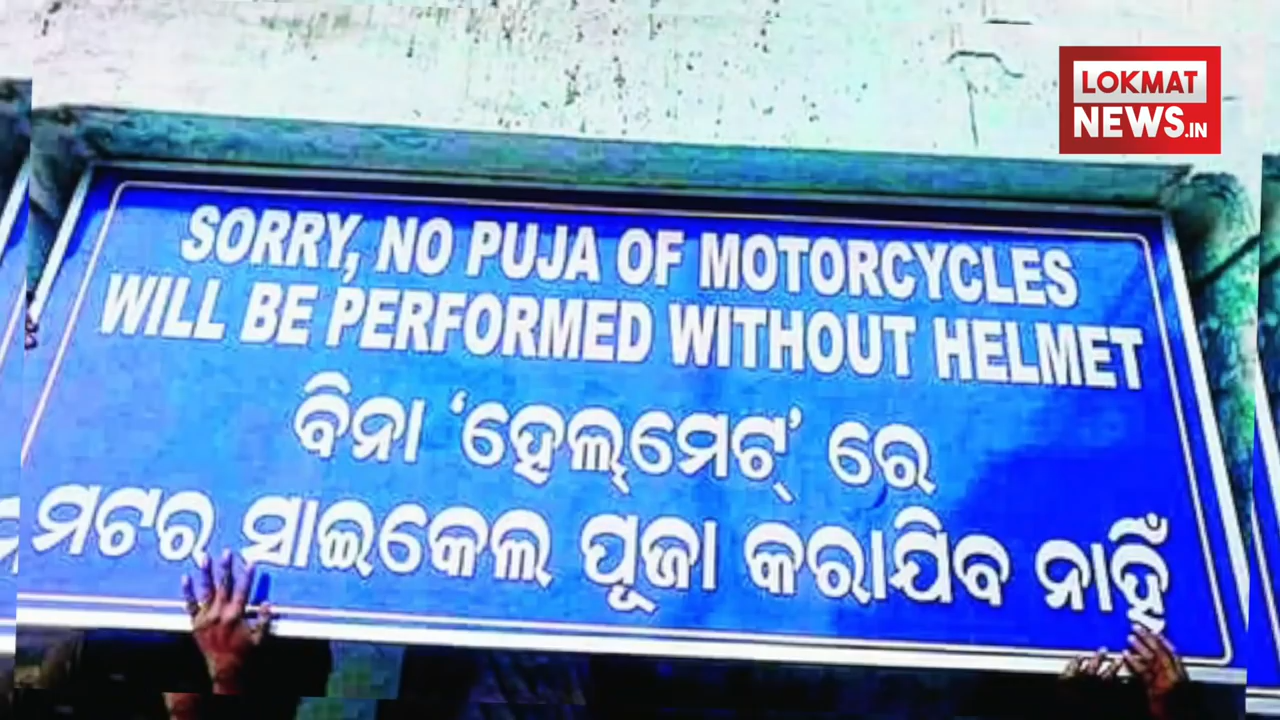 LOKMAT
NEWS.IN
SORRY, NO PUJA OF MOTORCYCLES
WILL BE PERFORMED WITHOUT HELMET
ବିନା ‘ହେଲ୍‌ମେଟ୍’ ରେ
ମଟର ସାଇକେଲ ପୂଜା କରାଯିବ ନାହିଁ